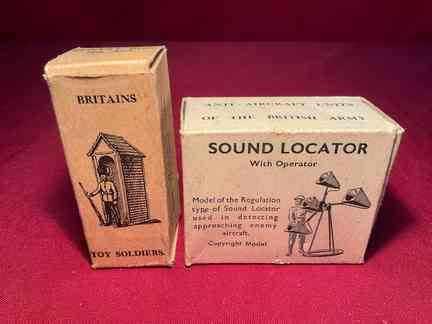 BRITAINS
TOY SOLDIERS.
ANTI-AIRCRAFT UNITS
OF THE BRITISH ARMY
SOUND LOCATOR
With Operator
Model of the Regulation
type of Sound Locator
used in detecting
approaching enemy
aircraft.
Copyright Model